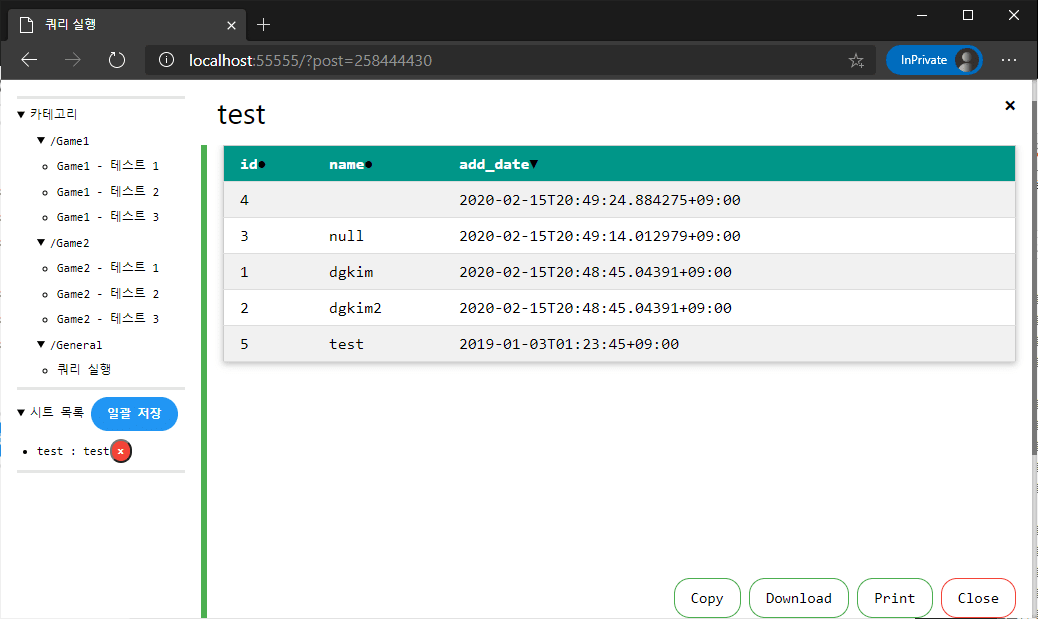 쿼리 실행
localhost:55555/?post=258444430
InPrivate
▼ 카테고리
▼ /Game1
Game1 - 테스트 1
Game1 - 테스트 2
Game1 - 테스트 3
▼ /Game2
Game2 - 테스트 1
Game2 - 테스트 2
Game2 - 테스트 3
▼ /General
쿼리 실행
▼ 시트 목록 일괄 저장
test : test ×
test ×
id● name● add_date▼
4 2020-02-15T20:49:24.884275+09:00
3 null 2020-02-15T20:49:14.012979+09:00
1 dgkim 2020-02-15T20:48:45.04391+09:00
2 dgkim2 2020-02-15T20:48:45.04391+09:00
5 test 2019-01-03T01:23:45+09:00
Copy Download Print Close